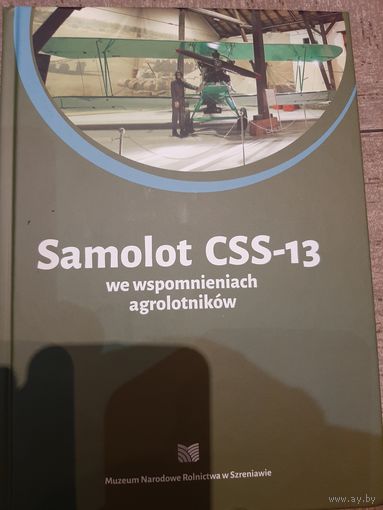 Samolot CSS-13
we wspomnieniach
agrolotników
Muzeum Narodowe Rolnictwa w Szreniawie
www.ay.by